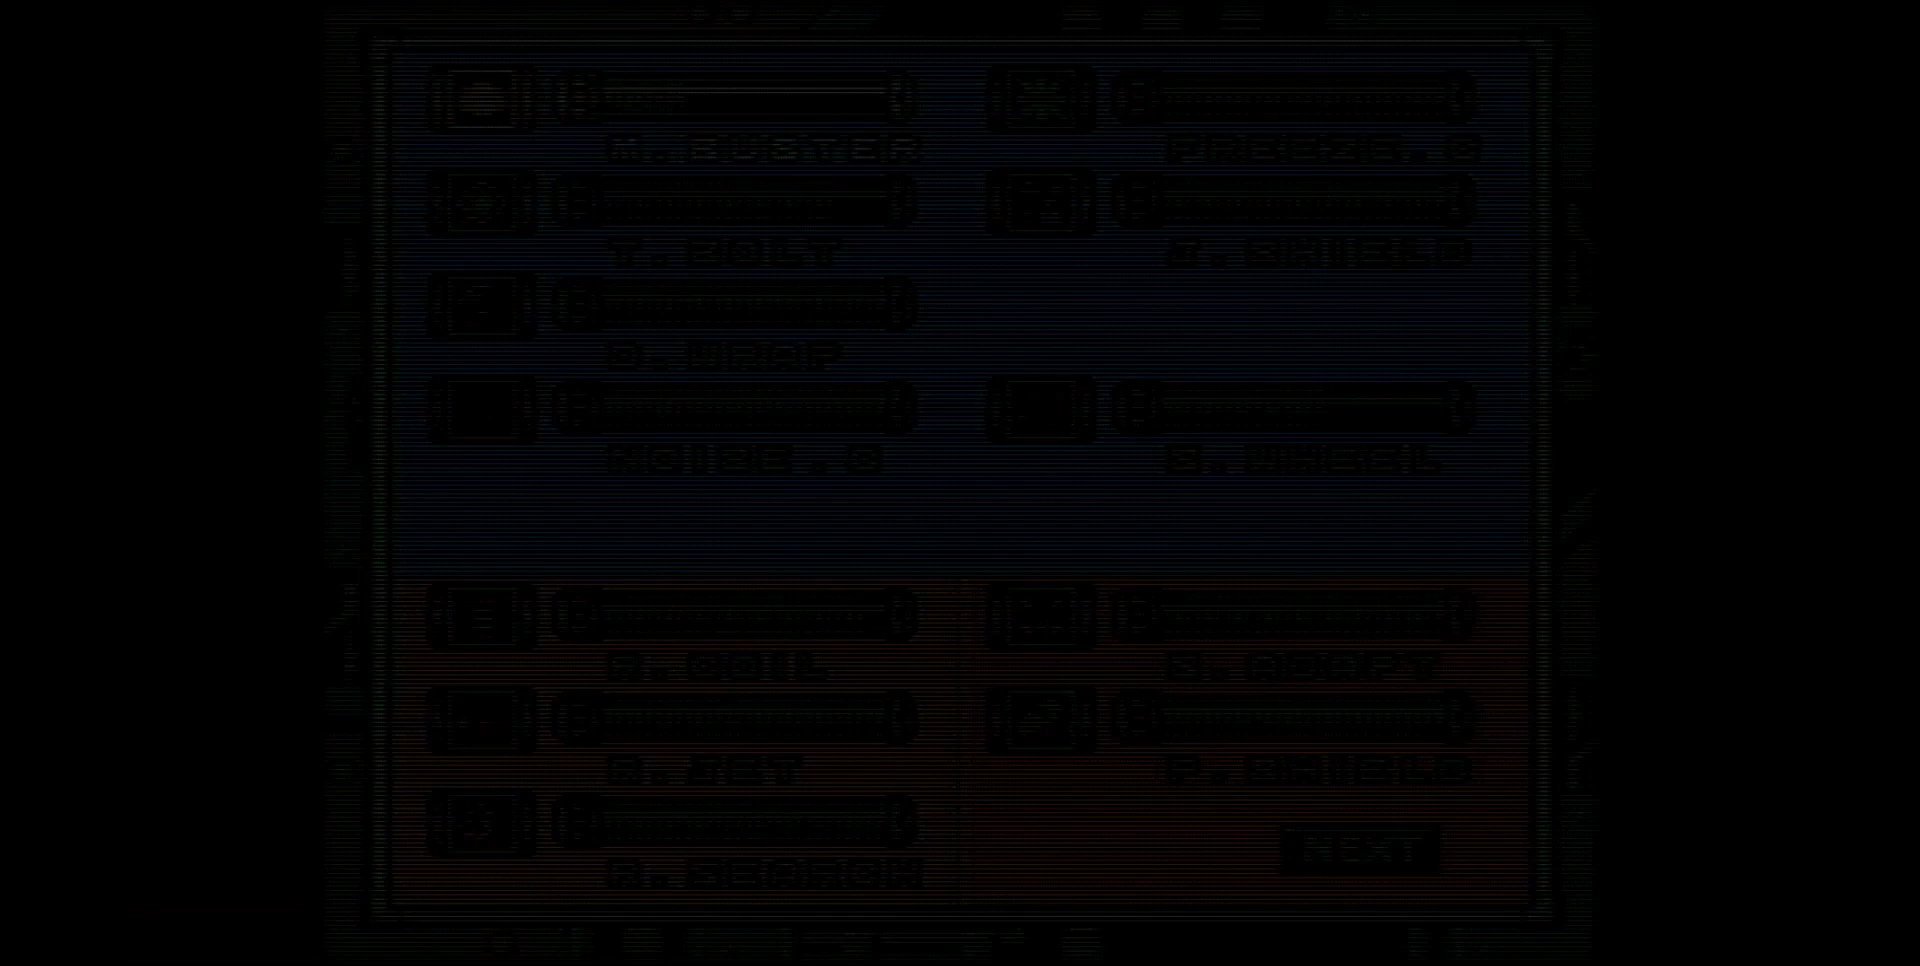 M.BUSTER FREEZE.C
T.BOLT J.SHIELD
D.WRAP
NOISE.C S.WHEEL
R.COIL S.ADAPT
R.JET P.SHIELD
R.SEARCH
NEXT